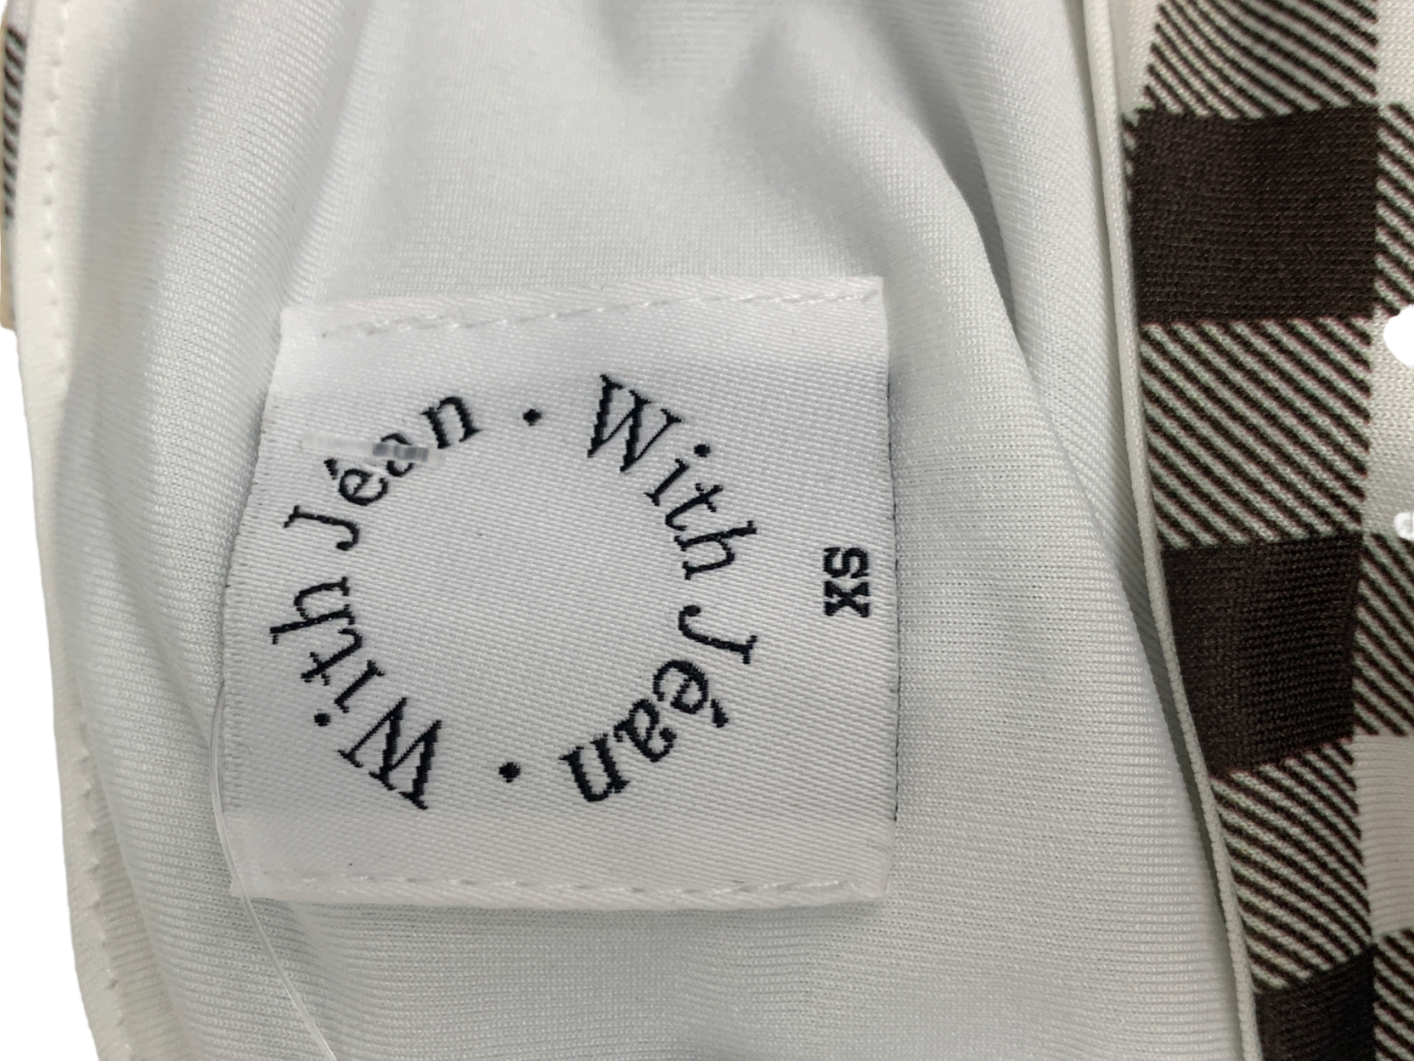 With Jéan . With Jéan .
XS